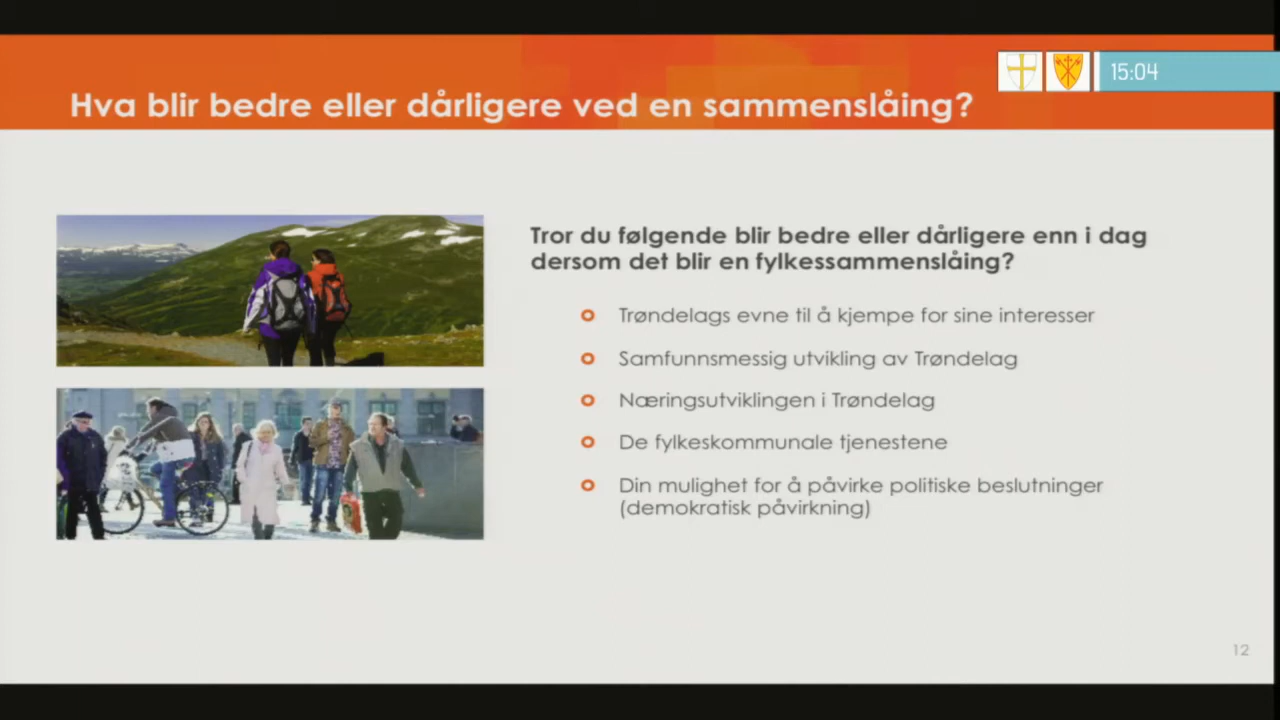 15:04
Hva blir bedre eller dårligere ved en sammenslåing?
Tror du følgende blir bedre eller dårligere enn i dag
dersom det blir en fylkessammenslåing?
Trøndelags evne til å kjempe for sine interesser
Samfunnsmessig utvikling av Trøndelag
Næringsutviklingen i Trøndelag
De fylkeskommunale tjenestene
Din mulighet for å påvirke politiske beslutninger
(demokratisk påvirkning)
12